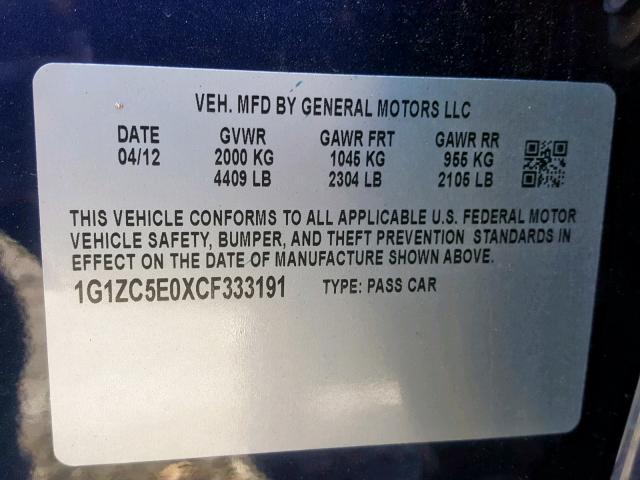 VEH. MFD BY GENERAL MOTORS LLC
DATE GVWR GAWR FRT GAWR RR
04/12 2000 KG 1045 KG 955 KG
4409 LB 2304 LB 2105 LB
THIS VEHICLE CONFORMS TO ALL APPLICABLE U.S. FEDERAL MOTOR
VEHICLE SAFETY, BUMPER, AND THEFT PREVENTION STANDARDS IN
EFFECT ON THE DATE OF MANUFACTURE SHOWN ABOVE.
1G1ZC5E0XCF333191 TYPE: PASS CAR